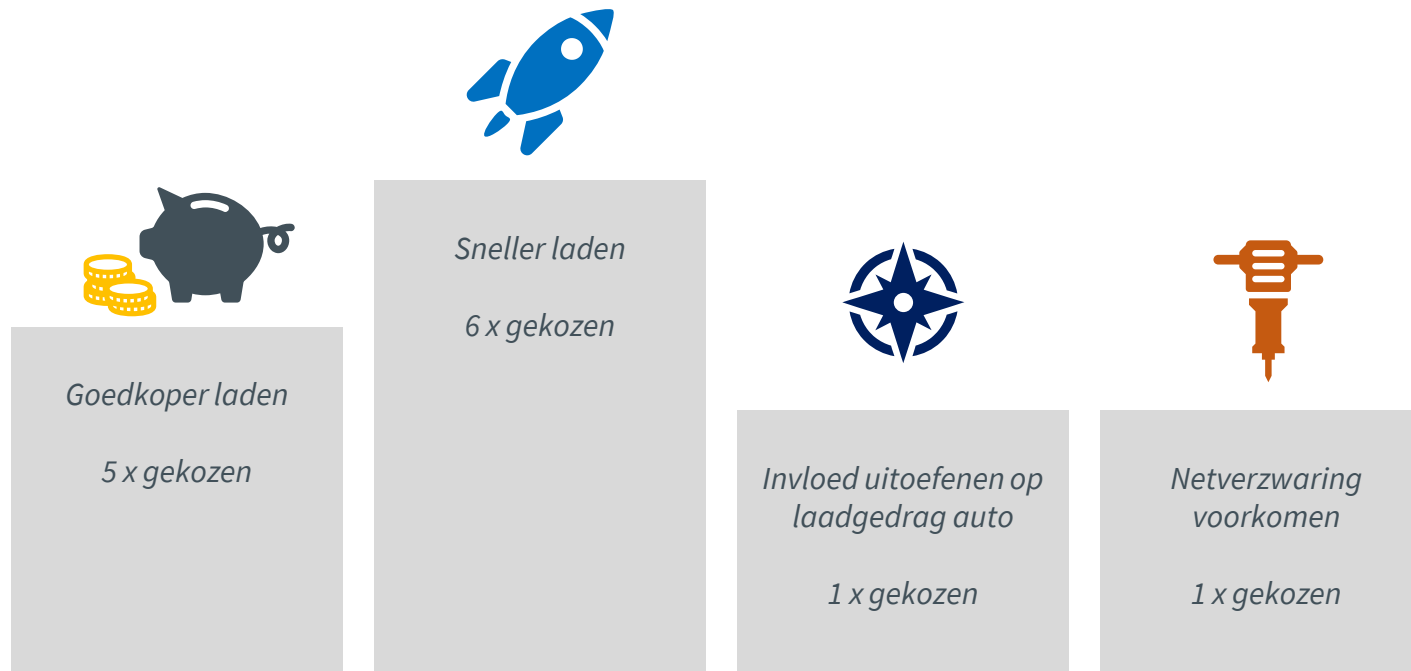 Goedkoper laden
5 x gekozen
Sneller laden
6 x gekozen
Invloed uitoefenen op
laadgedrag auto
1 x gekozen
Netverzwaring
voorkomen
1 x gekozen